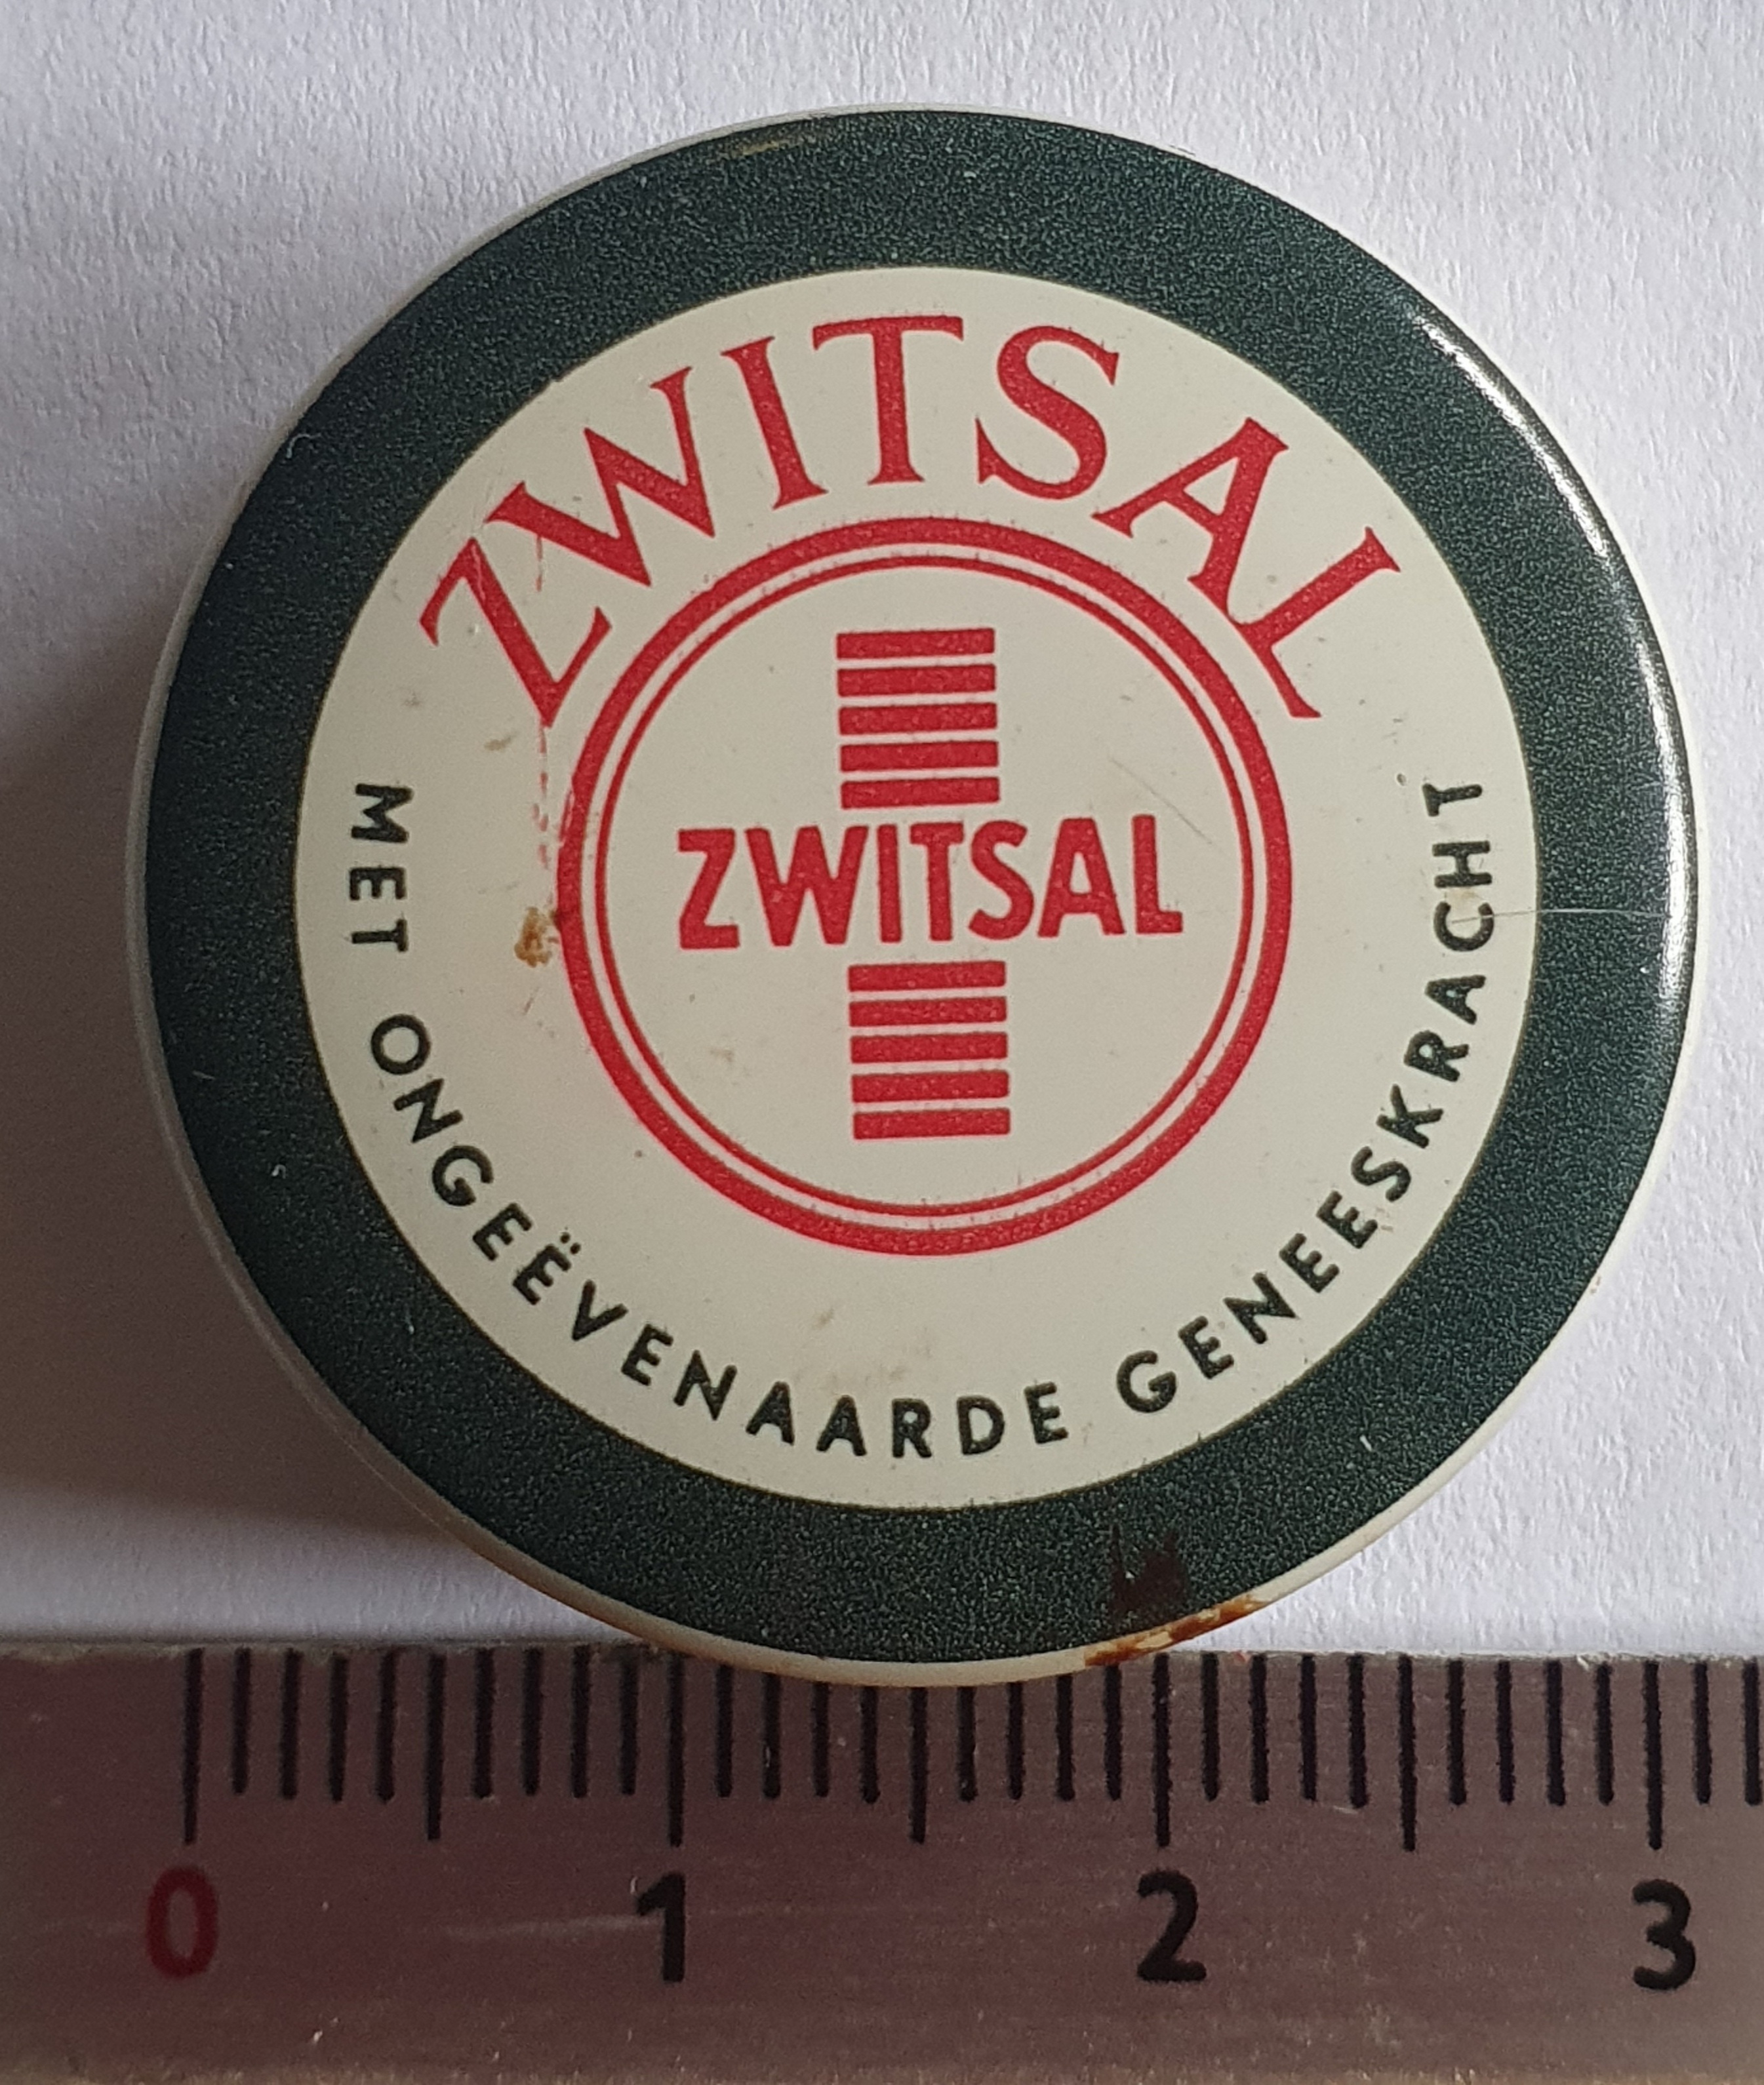 ZWITSAL
ZWITSAL
MET ONGEËVENAARDE GENEESKRACHT
0 1 2 3